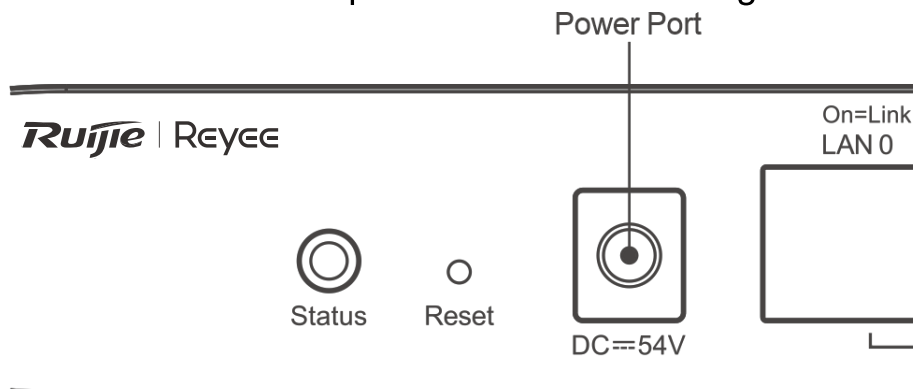 Power Port
Ruijie | Reyee
On=Link
LAN 0
Status
Reset
DC⎓54V